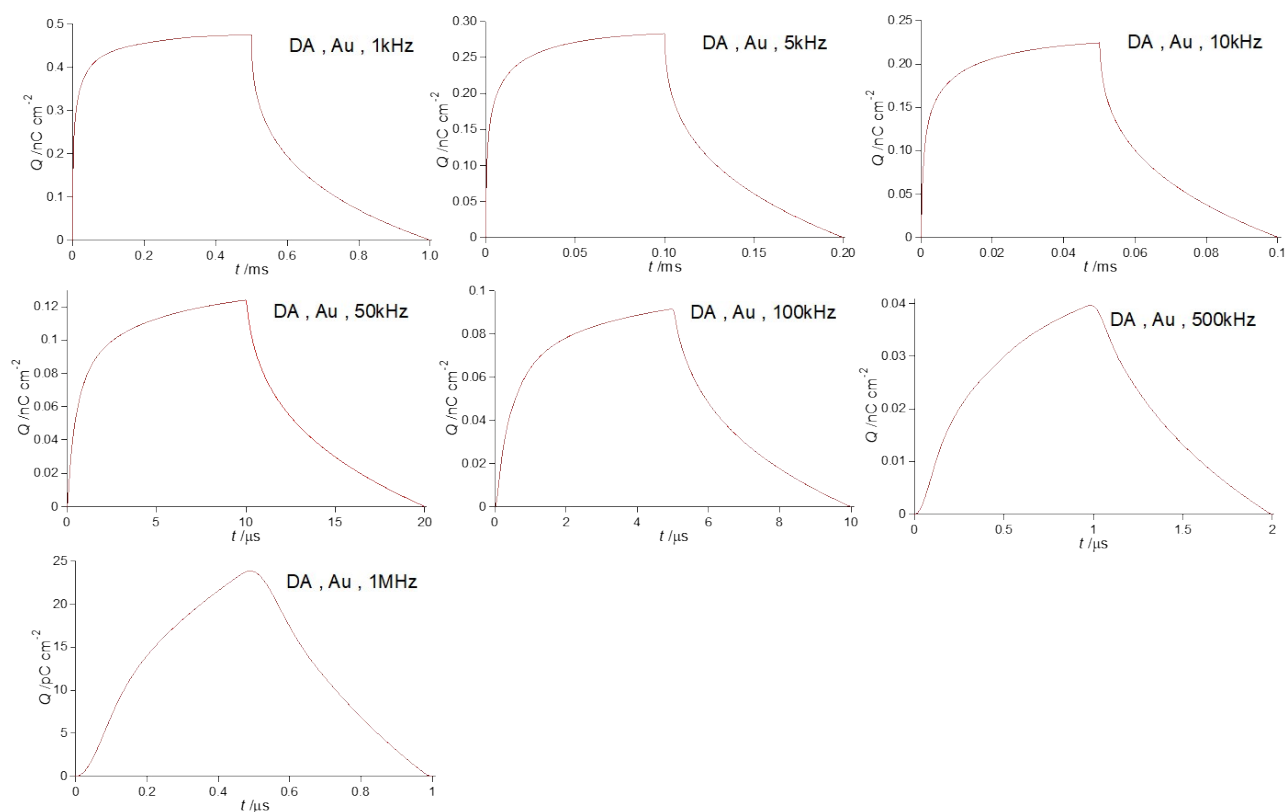 DA , Au , 1kHz
Q /nC cm-2
0.5
0.4
0.3
0.2
0.1
0
0 0.2 0.4 0.6 0.8 1.0
t /ms
DA , Au , 5kHz
Q /nC cm-2
0.30
0.25
0.20
0.15
0.10
0.05
0.00
0 0.05 0.10 0.15 0.20
t /ms
DA , Au , 10kHz
Q /nC cm-2
0.25
0.20
0.15
0.10
0.05
0.00
0 0.02 0.04 0.06 0.08 0.1
t /ms
DA , Au , 50kHz
Q /nC cm-2
0.12
0.1
0.08
0.06
0.04
0.02
0
0 5 10 15 20
t /μs
DA , Au , 100kHz
Q /nC cm-2
0.1
0.08
0.06
0.04
0.02
0
0 2 4 6 8 10
t /μs
DA , Au , 500kHz
Q /nC cm-2
0.04
0.03
0.02
0.01
0
0 0.5 1 1.5 2
t /μs
DA , Au , 1MHz
Q /pC cm-2
25
20
15
10
5
0
0 0.2 0.4 0.6 0.8 1
t /μs